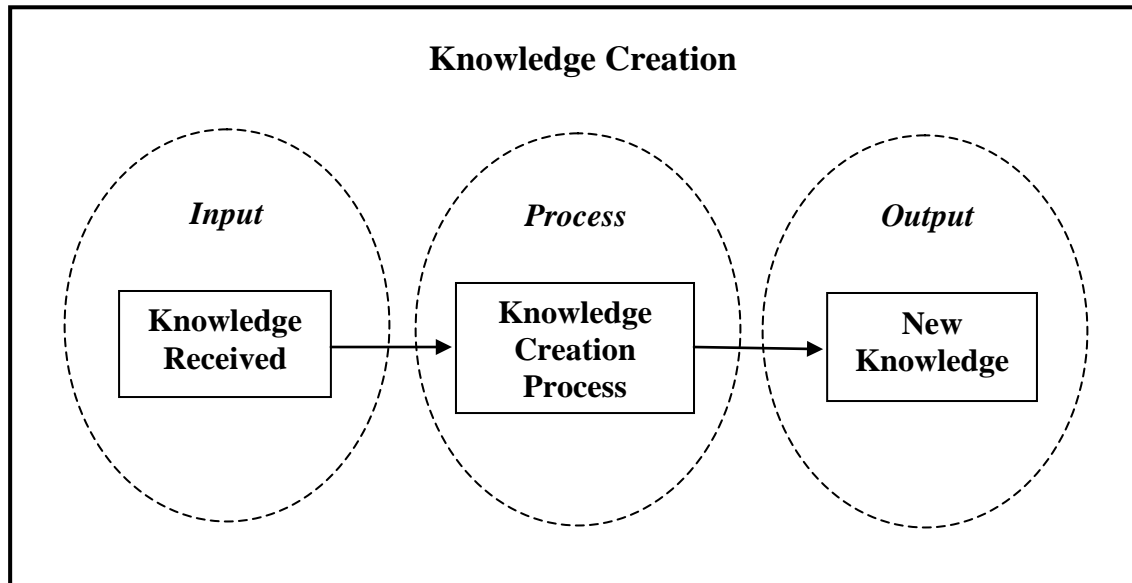 Knowledge Creation
Input
Process
Output
Knowledge
Received
Knowledge
Creation
Process
New
Knowledge